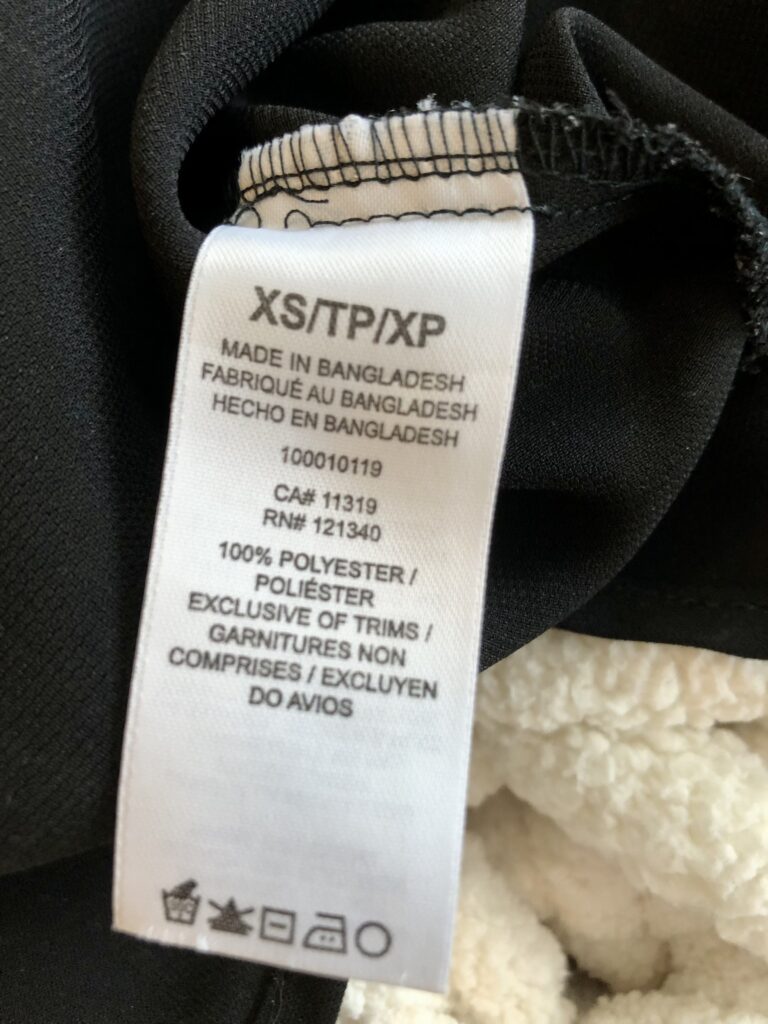 XS/TP/XP
MADE IN BANGLADESH
FABRIQUÉ AU BANGLADESH
HECHO EN BANGLADESH
100010119
CA# 11319
RN# 121340
100% POLYESTER /
POLIÉSTER
EXCLUSIVE OF TRIMS /
GARNITURES NON
COMPRISES / EXCLUYEN
DO AVIOS